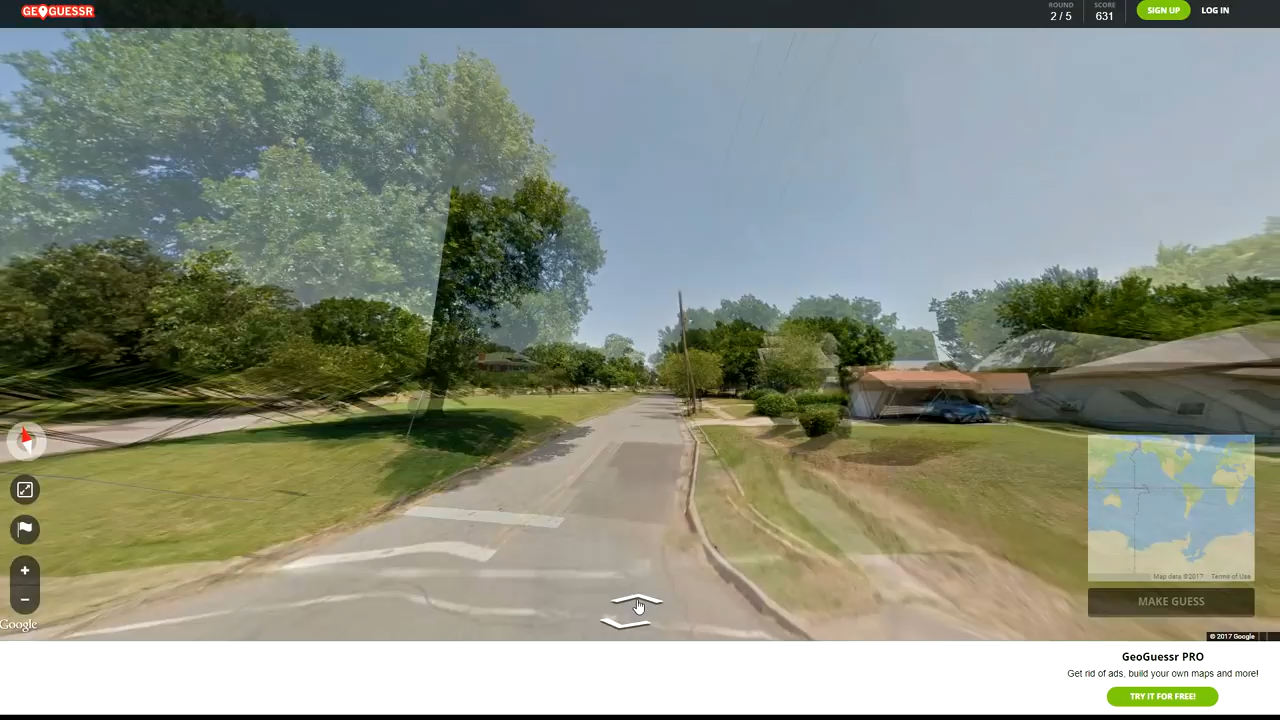 GEOGUESSR
ROUND
2 / 5
SCORE
631
SIGN UP
LOG IN
+
−
Google
Map data ©2017 Terms of Use
MAKE GUESS
© 2017 Google
GeoGuessr PRO
Get rid of ads, build your own maps and more!
TRY IT FOR FREE!